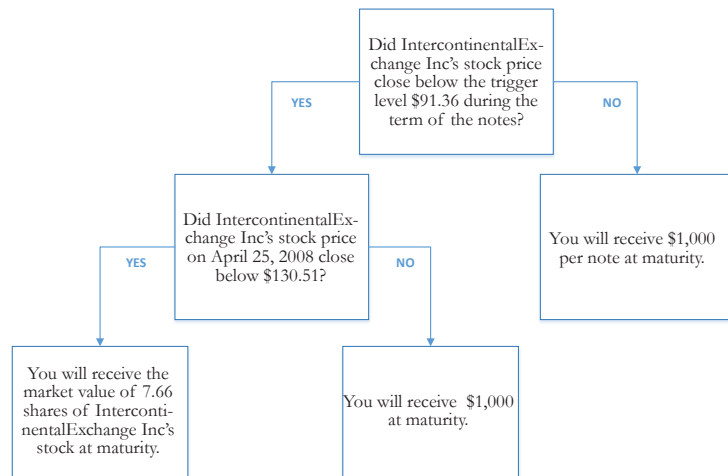 Did IntercontinentalEx-
change Inc's stock price
close below the trigger
level $91.36 during the
term of the notes?
YES
NO
Did IntercontinentalEx-
change Inc's stock price
on April 25, 2008 close
below $130.51?
You will receive $1,000
per note at maturity.
YES
NO
You will receive the
market value of 7.66
shares of Interconti-
nentalExchange Inc's
stock at maturity.
You will receive $1,000
at maturity.